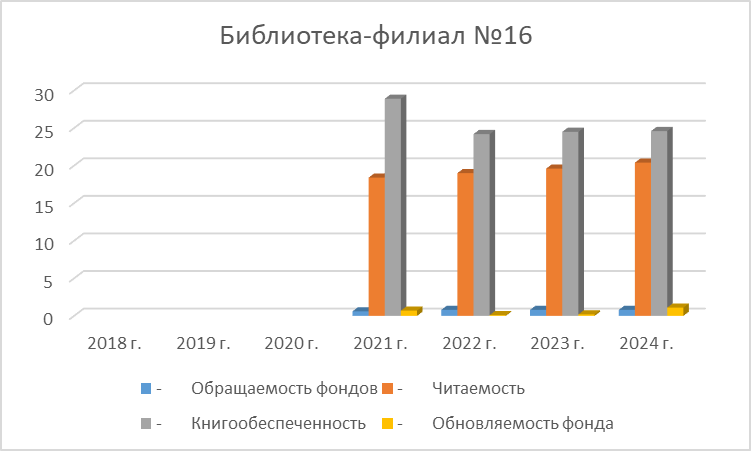 Библиотека-филиал №16
30
25
20
15
10
5
0
2018 г. 2019 г. 2020 г. 2021 г. 2022 г. 2023 г. 2024 г.
- Обращаемость фондов - Читаемость
- Книгообеспеченность - Обновляемость фонда